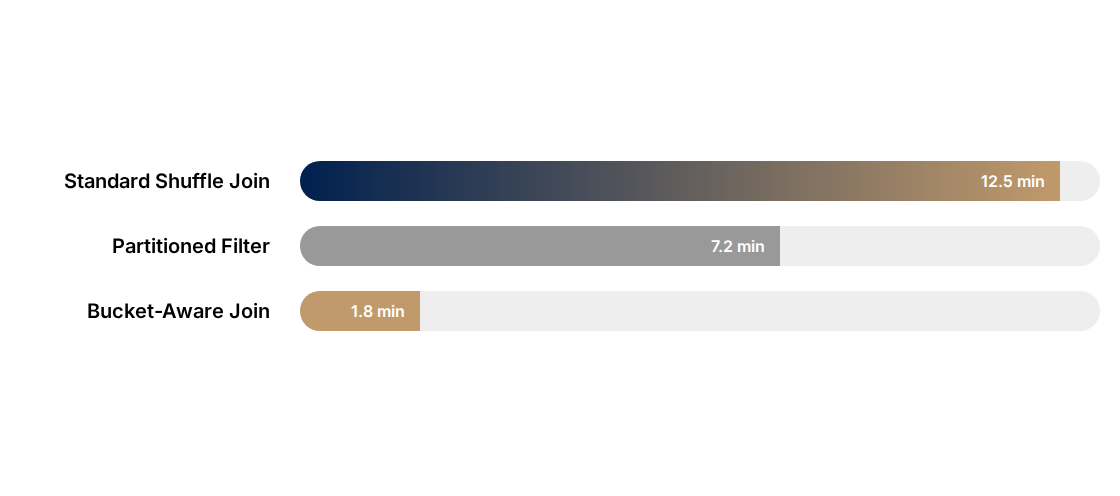 Standard Shuffle Join 12.5 min
Partitioned Filter 7.2 min
Bucket-Aware Join 1.8 min